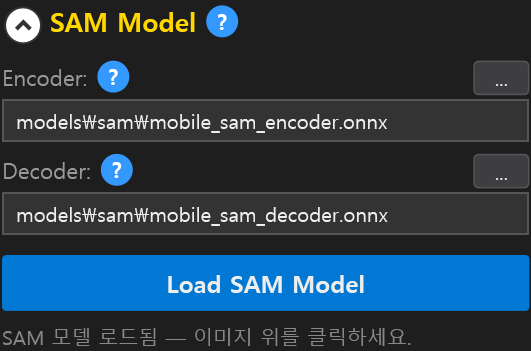 SAM Model ?
Encoder: ? ...
models₩sam₩mobile_sam_encoder.onnx
Decoder: ? ...
models₩sam₩mobile_sam_decoder.onnx
Load SAM Model
SAM 모델 로드됨 — 이미지 위를 클릭하세요.